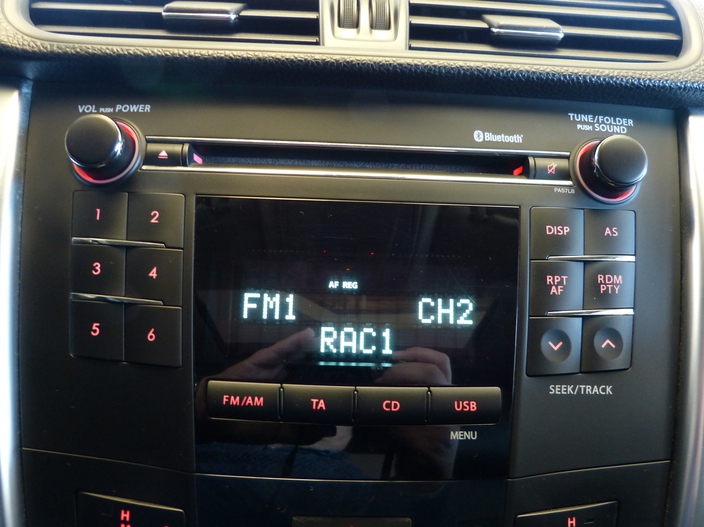 VOL PUSH POWER
TUNE/FOLDER
PUSH SOUND
Bluetooth®
PA57L8
1 2
3 4
5 6
DISP AS
RPT AF
RDM PTY
AF REG
FM1 CH2
RAC1
FM/AM TA CD USB
MENU
SEEK/TRACK
H
H